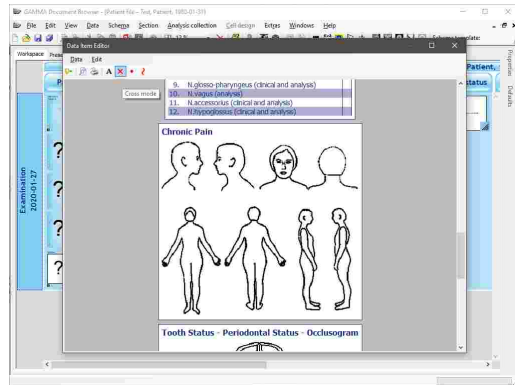 GAMMA Document Browser - [Patient file - Test, Patient, 1980-01-31]
File Edit View Data Schema Section Analysis collection Cell design Extras Windows Help
Workspace
Data Item Editor
Data Edit
A
Cross mode
Patient,
Status
Properties
Defaults
Examination
2020-01-27
?
?
?
?
?
9. N.glosso-pharyngeus (clinical and analysis)
10. N.vagus (analysis)
11. N.accessorius (clinical and analysis)
12. N.hypoglossus (clinical and analysis)
Chronic Pain
Tooth Status - Periodontal Status - Occlusogram